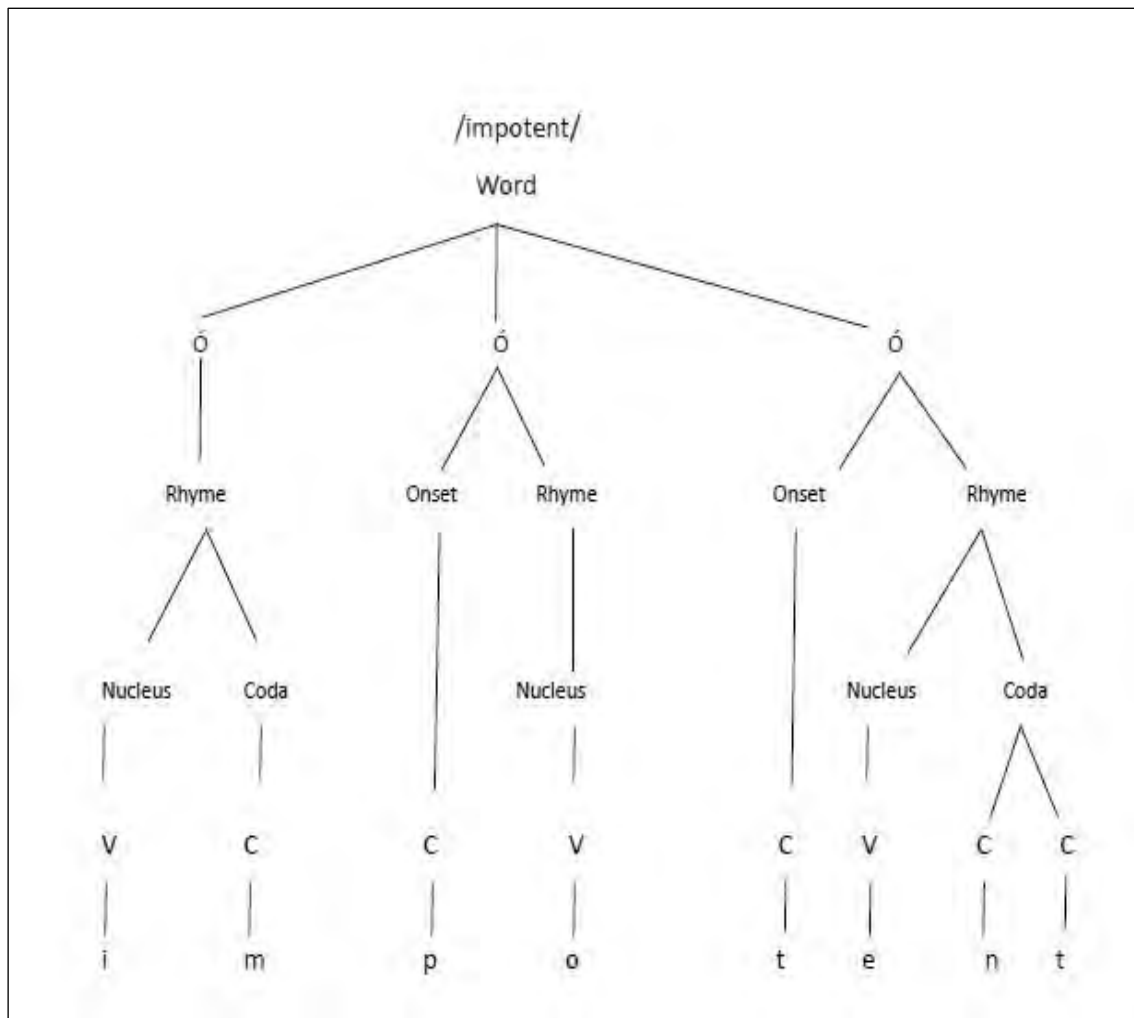 /impotent/
Word
Ó Ó Ó
Rhyme Onset Rhyme Onset Rhyme
Nucleus Coda Nucleus Nucleus Coda
V C C V C V C C
i m p o t e n t